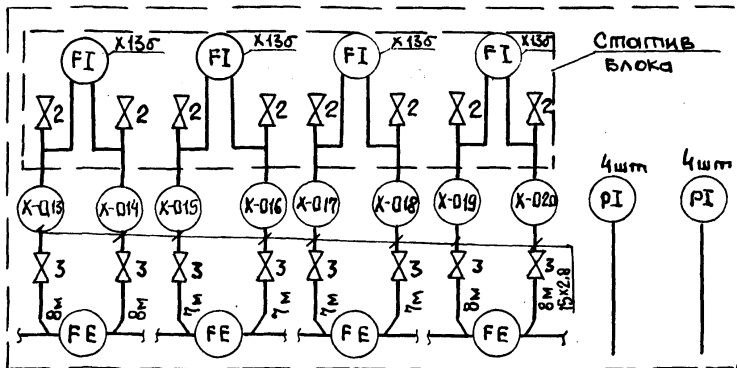 FI х13б FI х13б FI х13б FI х13б
Статив
блока
2 2 2 2 2 2 2 2
4шт 4шт
PI PI
Х-013 Х-014 Х-015 Х-016 Х-017 Х-018 Х-019 Х-020
3 3 3 3 3 3 3 3
8м 8м 7м 7м 7м 7м 8м 8м
15×2.8
FE FE FE FE